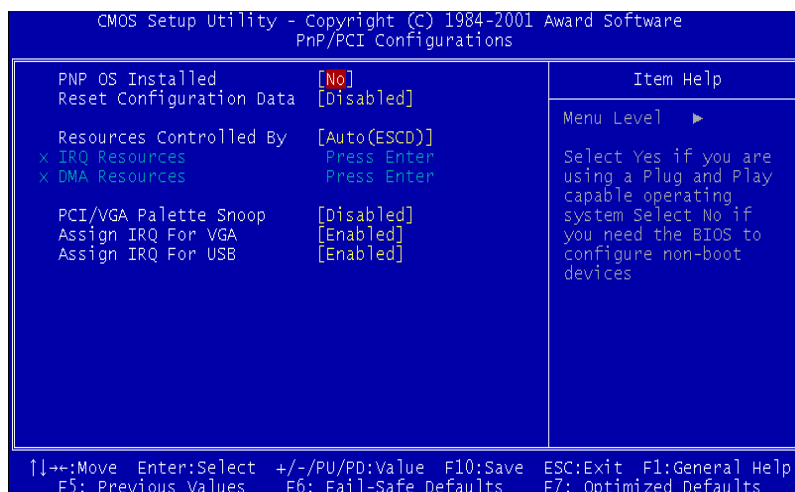 CMOS Setup Utility - Copyright (C) 1984-2001 Award Software
PnP/PCI Configurations
PNP OS Installed [No]
Reset Configuration Data [Disabled]
Resources Controlled By [Auto(ESCD)]
x IRQ Resources Press Enter
x DMA Resources Press Enter
PCI/VGA Palette Snoop [Disabled]
Assign IRQ For VGA [Enabled]
Assign IRQ For USB [Enabled]
Item Help
Menu Level ►
Select Yes if you are
using a Plug and Play
capable operating
system Select No if
you need the BIOS to
configure non-boot
devices
↑↓→←:Move Enter:Select +/-/PU/PD:Value F10:Save ESC:Exit F1:General Help
F5: Previous Values F6: Fail-Safe Defaults F7: Optimized Defaults